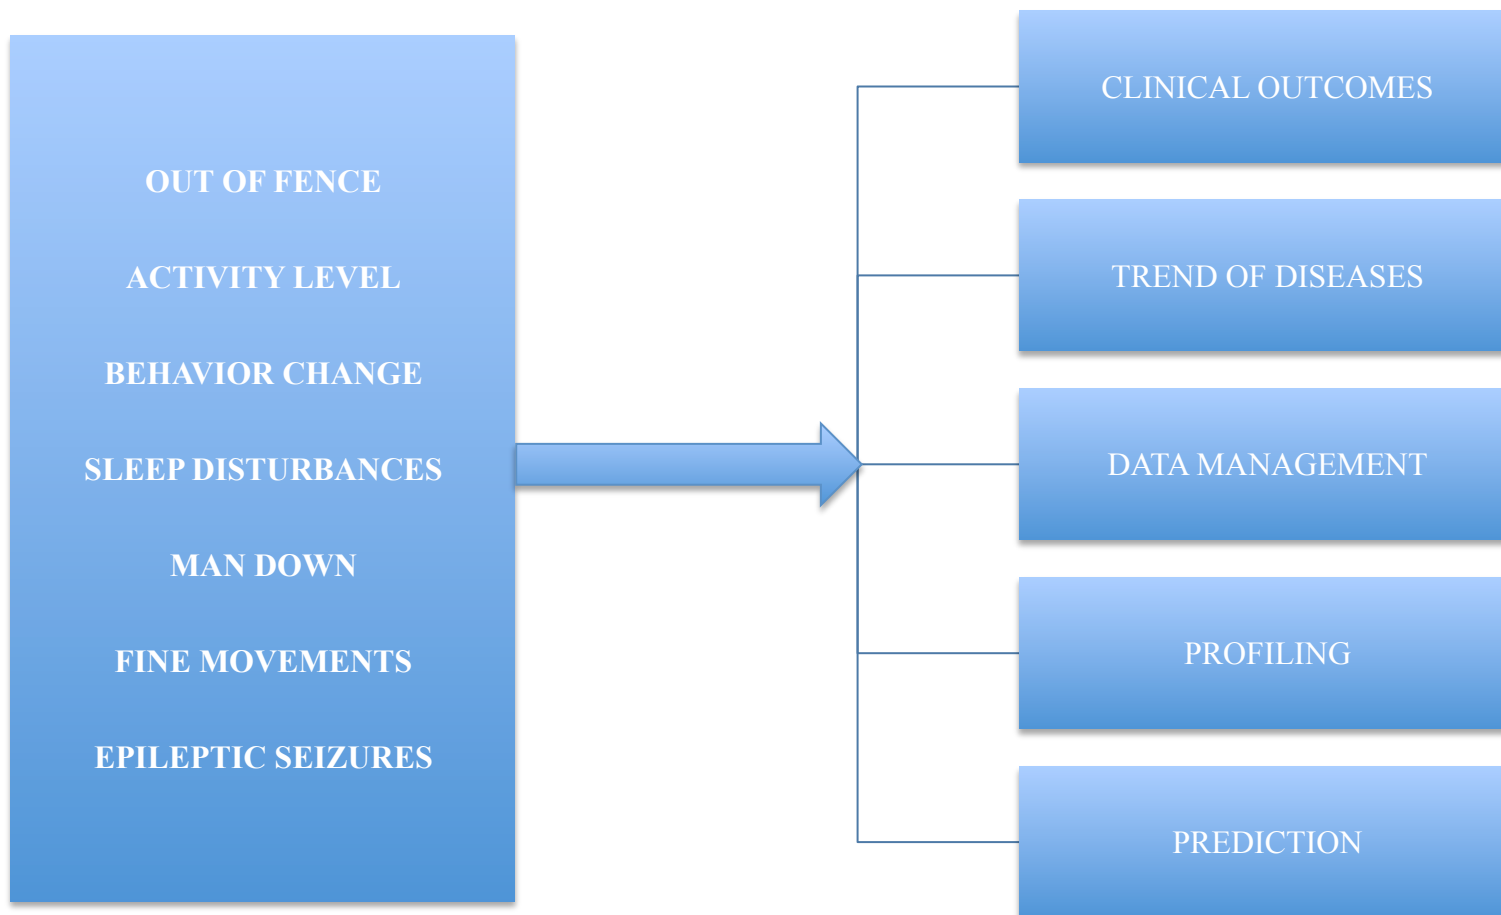 OUT OF FENCE
ACTIVITY LEVEL
BEHAVIOR CHANGE
SLEEP DISTURBANCES
MAN DOWN
FINE MOVEMENTS
EPILEPTIC SEIZURES
CLINICAL OUTCOMES
TREND OF DISEASES
DATA MANAGEMENT
PROFILING
PREDICTION